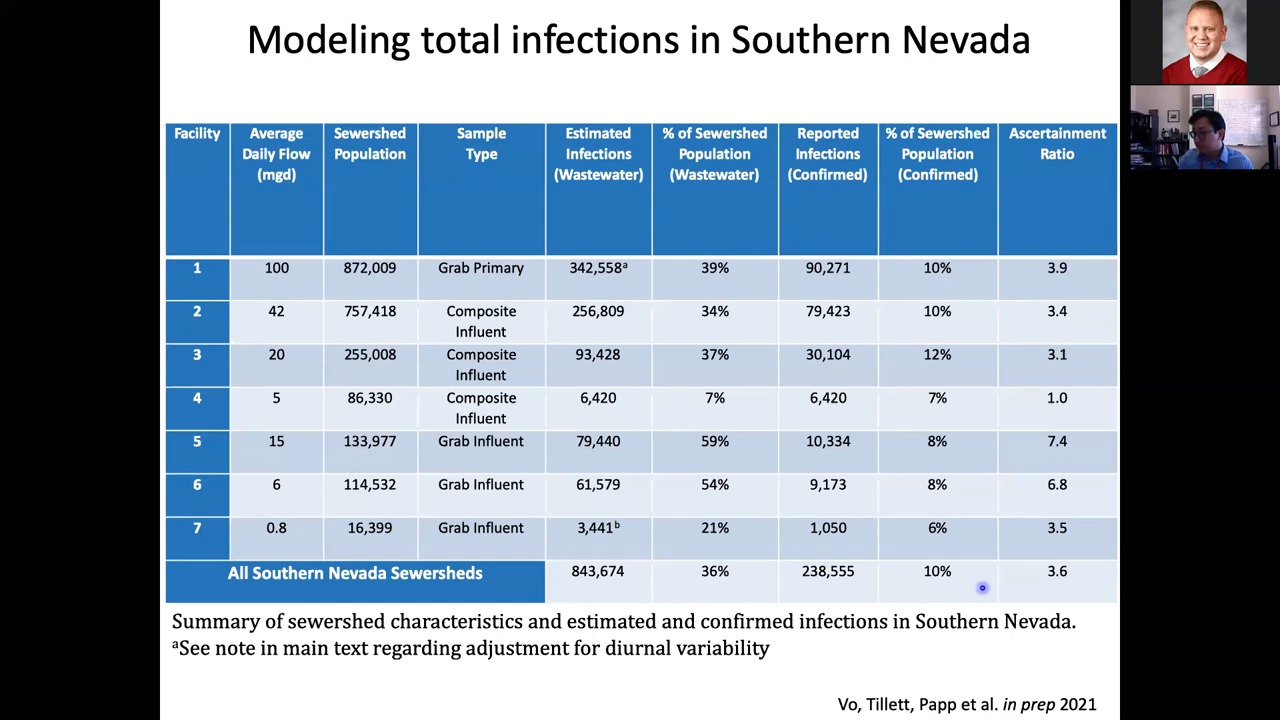 Modeling total infections in Southern Nevada
Facility
Average
Daily Flow
(mgd)
Sewershed
Population
Sample
Type
Estimated
Infections
(Wastewater)
% of Sewershed
Population
(Wastewater)
Reported
Infections
(Confirmed)
% of Sewershed
Population
(Confirmed)
Ascertainment
Ratio
1 100 872,009 Grab Primary 342,558ᵃ 39% 90,271 10% 3.9
2 42 757,418 Composite 256,809 34% 79,423 10% 3.4
Influent
3 20 255,008 Composite 93,428 37% 30,104 12% 3.1
Influent
4 5 86,330 Composite 6,420 7% 6,420 7% 1.0
Influent
5 15 133,977 Grab Influent 79,440 59% 10,334 8% 7.4
6 6 114,532 Grab Influent 61,579 54% 9,173 8% 6.8
7 0.8 16,399 Grab Influent 3,441ᵇ 21% 1,050 6% 3.5
All Southern Nevada Sewersheds 843,674 36% 238,555 10% 3.6
Summary of sewershed characteristics and estimated and confirmed infections in Southern Nevada.
ᵃSee note in main text regarding adjustment for diurnal variability
Vo, Tillett, Papp et al. in prep 2021